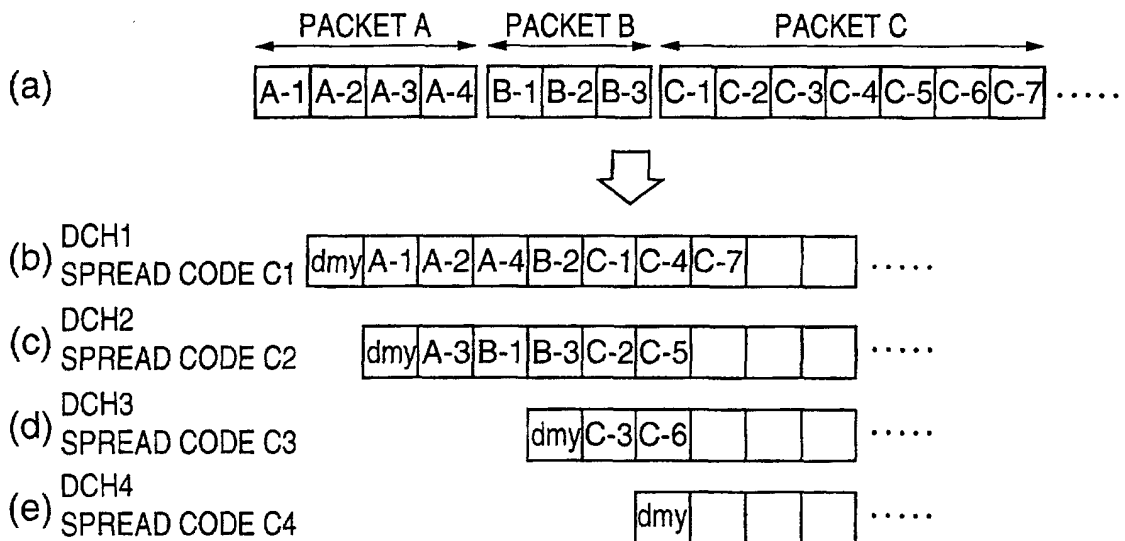 PACKET A PACKET B PACKET C
(a) A-1 A-2 A-3 A-4 B-1 B-2 B-3 C-1 C-2 C-3 C-4 C-5 C-6 C-7 .....
(b) DCH1
SPREAD CODE C1 dmy A-1 A-2 A-4 B-2 C-1 C-4 C-7 .....
(c) DCH2
SPREAD CODE C2 dmy A-3 B-1 B-3 C-2 C-5 .....
(d) DCH3
SPREAD CODE C3 dmy C-3 C-6 .....
(e) DCH4
SPREAD CODE C4 dmy .....